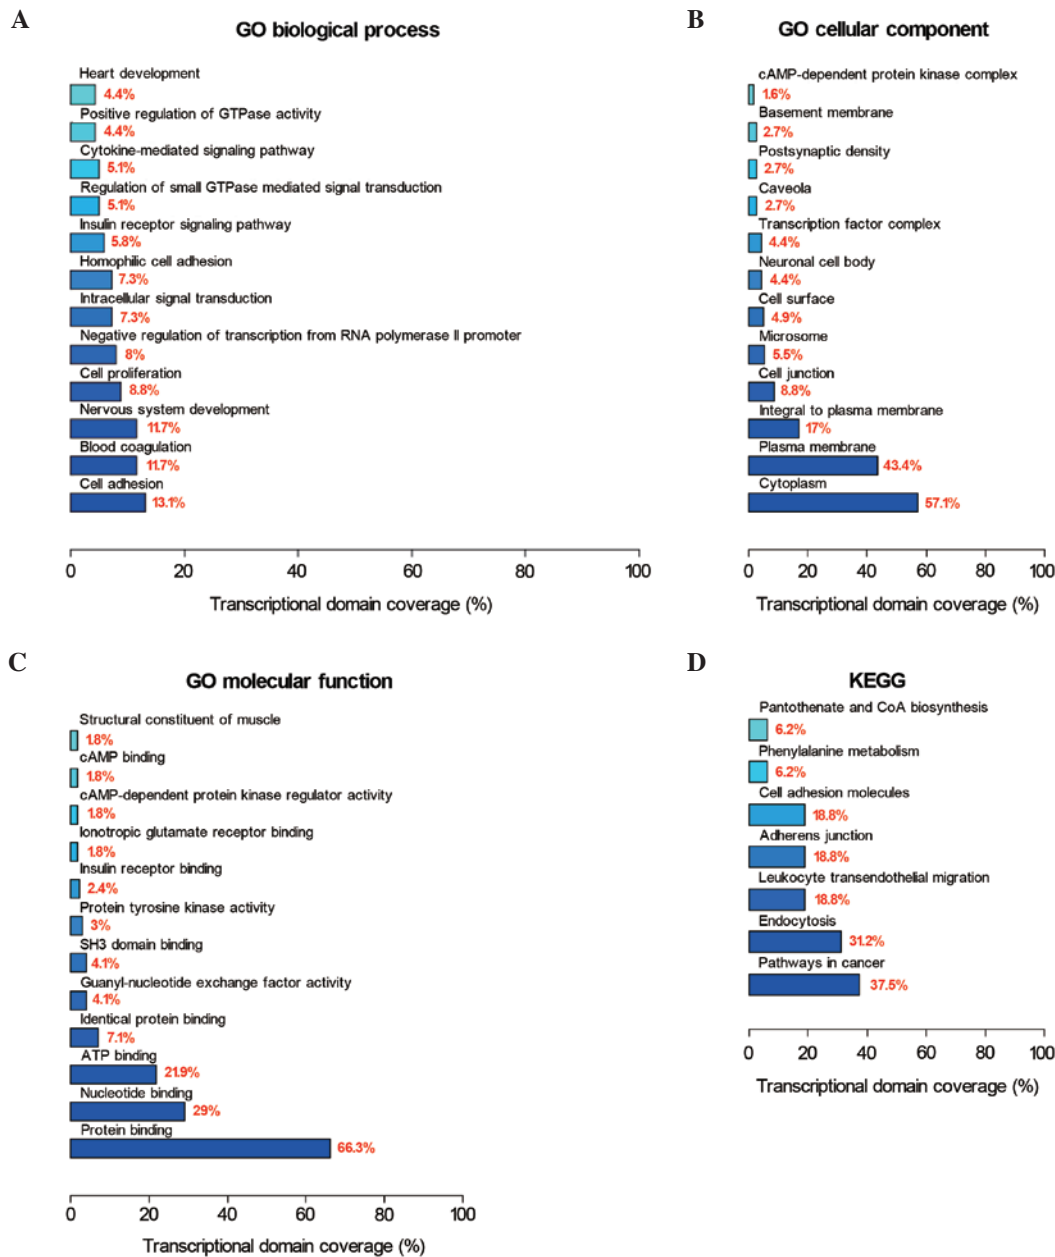 A
GO biological process
Heart development
4.4%
Positive regulation of GTPase activity
4.4%
Cytokine-mediated signaling pathway
5.1%
Regulation of small GTPase mediated signal transduction
5.1%
Insulin receptor signaling pathway
5.8%
Homophilic cell adhesion
7.3%
Intracellular signal transduction
7.3%
Negative regulation of transcription from RNA polymerase II promoter
8%
Cell proliferation
8.8%
Nervous system development
11.7%
Blood coagulation
11.7%
Cell adhesion
13.1%
0 20 40 60 80 100
Transcriptional domain coverage (%)
B
GO cellular component
cAMP-dependent protein kinase complex
1.6%
Basement membrane
2.7%
Postsynaptic density
2.7%
Caveola
2.7%
Transcription factor complex
4.4%
Neuronal cell body
4.4%
Cell surface
4.9%
Microsome
5.5%
Cell junction
8.8%
Integral to plasma membrane
17%
Plasma membrane
43.4%
Cytoplasm
57.1%
0 20 40 60 80 100
Transcriptional domain coverage (%)
C
GO molecular function
Structural constituent of muscle
1.8%
cAMP binding
1.8%
cAMP-dependent protein kinase regulator activity
1.8%
Ionotropic glutamate receptor binding
1.8%
Insulin receptor binding
2.4%
Protein tyrosine kinase activity
3%
SH3 domain binding
4.1%
Guanyl-nucleotide exchange factor activity
4.1%
Identical protein binding
7.1%
ATP binding
21.9%
Nucleotide binding
29%
Protein binding
66.3%
0 20 40 60 80 100
Transcriptional domain coverage (%)
D
KEGG
Pantothenate and CoA biosynthesis
6.2%
Phenylalanine metabolism
6.2%
Cell adhesion molecules
18.8%
Adherens junction
18.8%
Leukocyte transendothelial migration
18.8%
Endocytosis
31.2%
Pathways in cancer
37.5%
0 20 40 60 80 100
Transcriptional domain coverage (%)